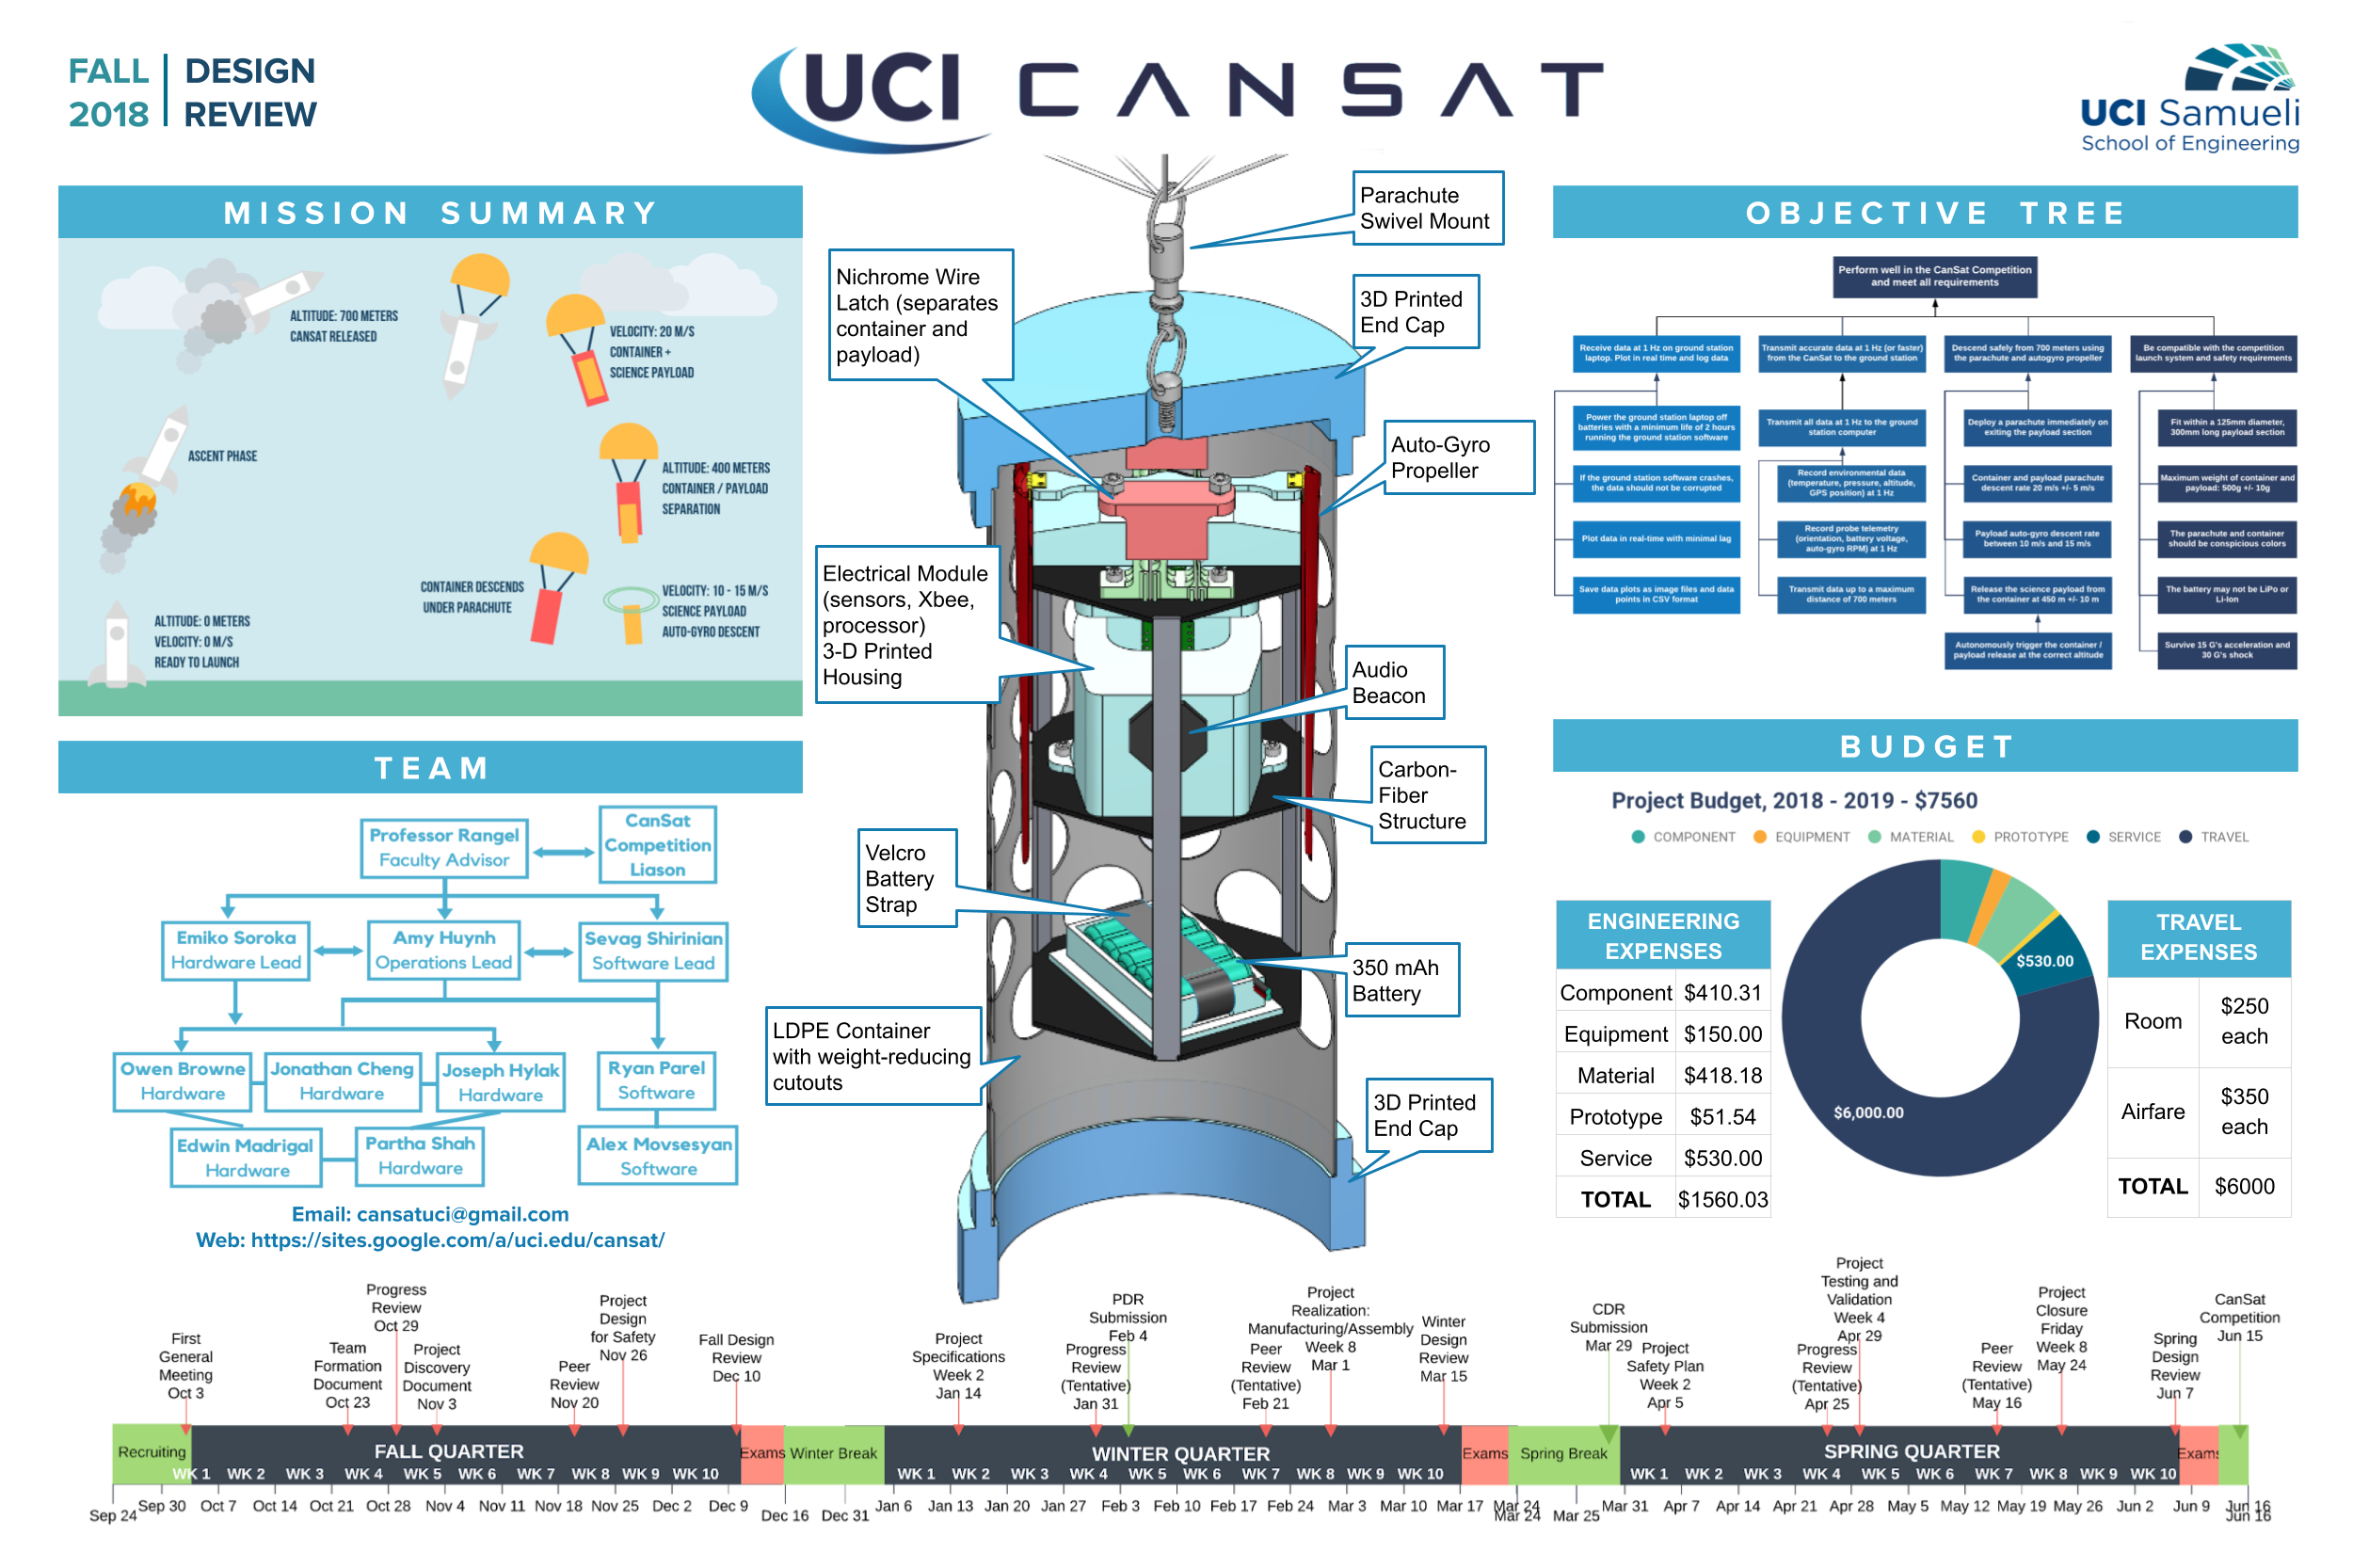 FALL
2018
DESIGN
REVIEW
UCI CANSAT
UCI Samueli
School of Engineering
MISSION SUMMARY
ALTITUDE: 700 METERS
CANSAT RELEASED
VELOCITY: 20 M/S
CONTAINER +
SCIENCE PAYLOAD
ASCENT PHASE
ALTITUDE: 400 METERS
CONTAINER / PAYLOAD
SEPARATION
CONTAINER DESCENDS
UNDER PARACHUTE
VELOCITY: 10 - 15 M/S
SCIENCE PAYLOAD
AUTO-GYRO DESCENT
ALTITUDE: 0 METERS
VELOCITY: 0 M/S
READY TO LAUNCH
TEAM
Professor Rangel
Faculty Advisor
CanSat
Competition
Liason
Emiko Soroka
Hardware Lead
Amy Huynh
Operations Lead
Sevag Shirinian
Software Lead
Owen Browne
Hardware
Jonathan Cheng
Hardware
Joseph Hylak
Hardware
Ryan Parel
Software
Edwin Madrigal
Hardware
Partha Shah
Hardware
Alex Movsesyan
Software
Email: cansatuci@gmail.com
Web: https://sites.google.com/a/uci.edu/cansat/
Parachute
Swivel Mount
Nichrome Wire
Latch (separates
container and
payload)
3D Printed
End Cap
Auto-Gyro
Propeller
Electrical Module
(sensors, Xbee,
processor)
3-D Printed
Housing
Audio
Beacon
Carbon-
Fiber
Structure
Velcro
Battery
Strap
350 mAh
Battery
LDPE Container
with weight-reducing
cutouts
3D Printed
End Cap
OBJECTIVE TREE
Perform well in the CanSat Competition
and meet all requirements
Receive data at 1 Hz on ground station
laptop. Plot in real time and log data
Power the ground station laptop off
batteries with a minimum life of 2 hours
running the ground station software
If the ground station software crashes,
the data should not be corrupted
Plot data in real-time with minimal lag
Save data plots as image files and data
points in CSV format
Transmit accurate data at 1 Hz (or faster)
from the CanSat to the ground station
Transmit all data at 1 Hz to the ground
station computer
Record environmental data
(temperature, pressure, altitude,
GPS position) at 1 Hz
Record probe telemetry
(orientation, battery voltage,
auto-gyro RPM) at 1 Hz
Transmit data up to a maximum
distance of 700 meters
Descend safely from 700 meters using
the parachute and autogyro propeller
Deploy a parachute immediately on
exiting the payload section
Container and payload parachute
descent rate 20 m/s +/- 5 m/s
Payload auto-gyro descent rate
between 10 m/s and 15 m/s
Release the science payload from
the container at 450 m +/- 10 m
Autonomously trigger the container /
payload release at the correct altitude
Be compatible with the competition
launch system and safety requirements
Fit within a 125mm diameter,
300mm long payload section
Maximum weight of container and
payload: 500g +/- 10g
The parachute and container
should be conspicious colors
The battery may not be LiPo or
Li-Ion
Survive 15 G's acceleration and
30 G's shock
BUDGET
Project Budget, 2018 - 2019 - $7560
COMPONENT EQUIPMENT MATERIAL PROTOTYPE SERVICE TRAVEL
ENGINEERING
EXPENSES
Component $410.31
Equipment $150.00
Material $418.18
Prototype $51.54
Service $530.00
TOTAL $1560.03
$530.00
$6,000.00
TRAVEL
EXPENSES
Room $250 each
Airfare $350 each
TOTAL $6000
First
General
Meeting
Oct 3
Team
Formation
Document
Oct 23
Progress
Review
Oct 29
Project
Discovery
Document
Nov 3
Peer
Review
Nov 20
Project
Design
for Safety
Nov 26
Fall Design
Review
Dec 10
Project
Specifications
Week 2
Jan 14
Progress
Review
(Tentative)
Jan 31
PDR
Submission
Feb 4
Peer
Review
(Tentative)
Feb 21
Project
Realization:
Manufacturing/Assembly
Week 8
Mar 1
Winter
Design
Review
Mar 15
CDR
Submission
Mar 29
Project
Safety Plan
Week 2
Apr 5
Progress
Review
(Tentative)
Apr 25
Project
Testing and
Validation
Week 4
Apr 29
Peer
Review
(Tentative)
May 16
Project
Closure
Friday
Week 8
May 24
Spring
Design
Review
Jun 7
CanSat
Competition
Jun 15
Recruiting FALL QUARTER Exams Winter Break WINTER QUARTER Exams Spring Break SPRING QUARTER Exams
WK 1 WK 2 WK 3 WK 4 WK 5 WK 6 WK 7 WK 8 WK 9 WK 10 WK 1 WK 2 WK 3 WK 4 WK 5 WK 6 WK 7 WK 8 WK 9 WK 10 WK 1 WK 2 WK 3 WK 4 WK 5 WK 6 WK 7 WK 8 WK 9 WK 10
Sep 24 Sep 30 Oct 7 Oct 14 Oct 21 Oct 28 Nov 4 Nov 11 Nov 18 Nov 25 Dec 2 Dec 9 Dec 16 Dec 31 Jan 6 Jan 13 Jan 20 Jan 27 Feb 3 Feb 10 Feb 17 Feb 24 Mar 3 Mar 10 Mar 17 Mar 24 Mar 24 Mar 25 Mar 31 Apr 7 Apr 14 Apr 21 Apr 28 May 5 May 12 May 19 May 26 Jun 2 Jun 9 Jun 16 Jun 16